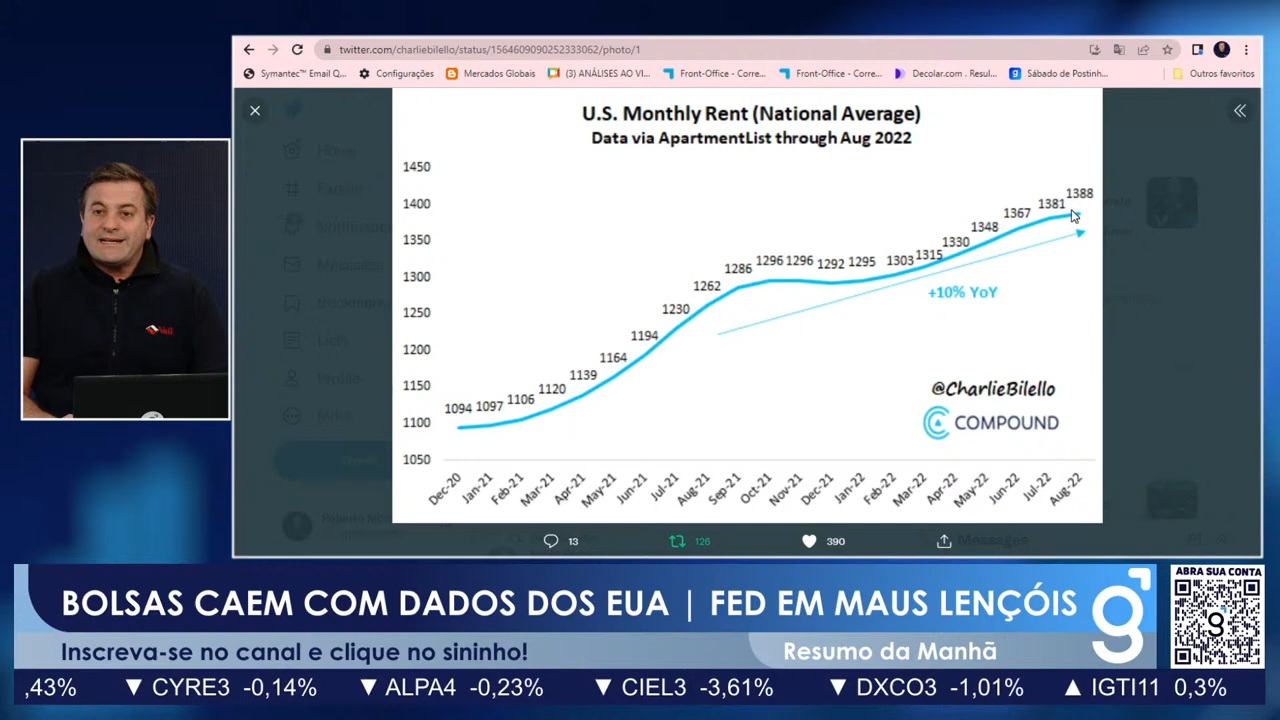 twitter.com/charliebilello/status/1564609090252333062/photo/1
Symantec™ Email Q...
Configurações
Mercados Globais
(3) ANÁLISES AO VI...
Front-Office - Corre...
Front-Office - Corre...
Decolar.com . Resul...
Sábado de Postinh...
Outros favoritos
U.S. Monthly Rent (National Average)
Data via ApartmentList through Aug 2022
1450
1400
1350
1300
1250
1200
1150
1100
1050
1094 1097 1106 1120 1139 1164 1194 1230 1262 1286 1296 1296 1292 1295 1303 1315 1330 1348 1367 1381 1388
+10% YoY
@CharlieBilello
COMPOUND
Dec-20 Jan-21 Feb-21 Mar-21 Apr-21 May-21 Jun-21 Jul-21 Aug-21 Sep-21 Oct-21 Nov-21 Dec-21 Jan-22 Feb-22 Mar-22 Apr-22 May-22 Jun-22 Jul-22 Aug-22
13
126
390
Home
Profile
Messages
BOLSAS CAEM COM DADOS DOS EUA | FED EM MAUS LENÇÓIS
ABRA SUA CONTA
Inscreva-se no canal e clique no sininho!
Resumo da Manhã
,43% ▼ CYRE3 -0,14% ▼ ALPA4 -0,23% ▼ CIEL3 -3,61% ▼ DXCO3 -1,01% ▲ IGTI11 0,3%